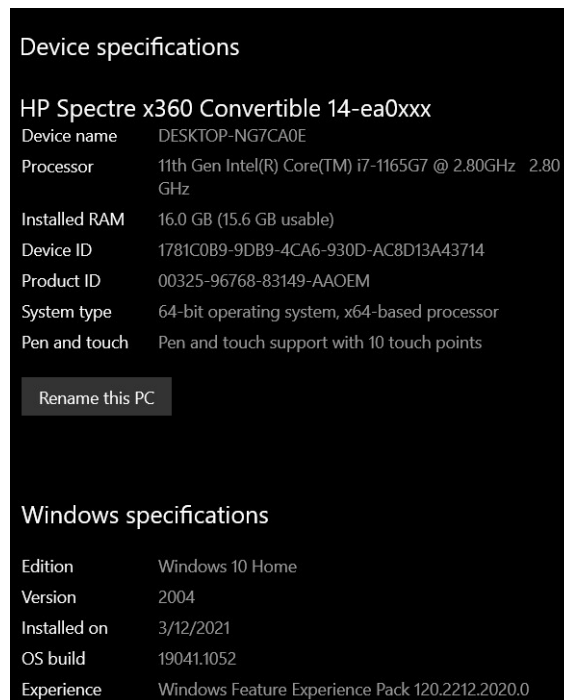 Device specifications
HP Spectre x360 Convertible 14-ea0xxx
Device name DESKTOP-NG7CA0E
Processor 11th Gen Intel(R) Core(TM) i7-1165G7 @ 2.80GHz 2.80
GHz
Installed RAM 16.0 GB (15.6 GB usable)
Device ID 1781C0B9-9DB9-4CA6-930D-AC8D13A43714
Product ID 00325-96768-83149-AAOEM
System type 64-bit operating system, x64-based processor
Pen and touch Pen and touch support with 10 touch points
Rename this PC
Windows specifications
Edition Windows 10 Home
Version 2004
Installed on 3/12/2021
OS build 19041.1052
Experience Windows Feature Experience Pack 120.2212.2020.0